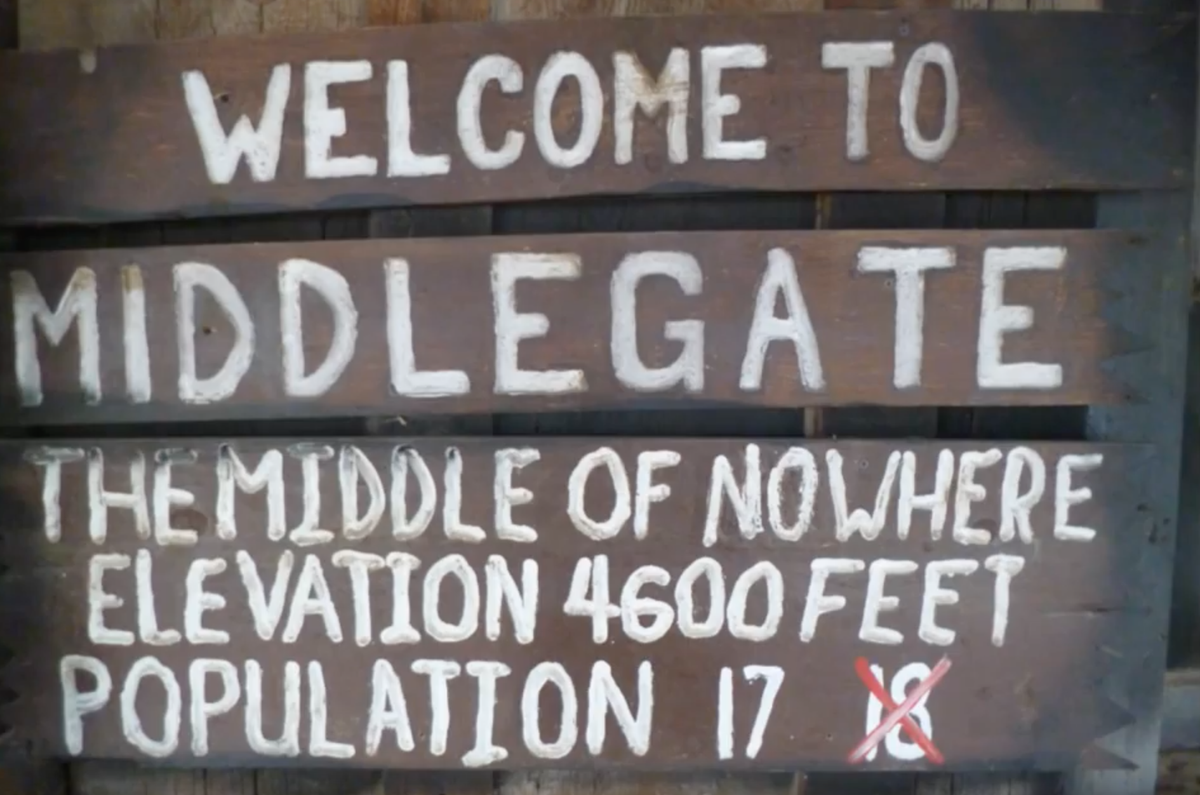 WELCOME TO
MIDDLEGATE
THE MIDDLE OF NOWHERE
ELEVATION 4600 FEET
POPULATION 17 18